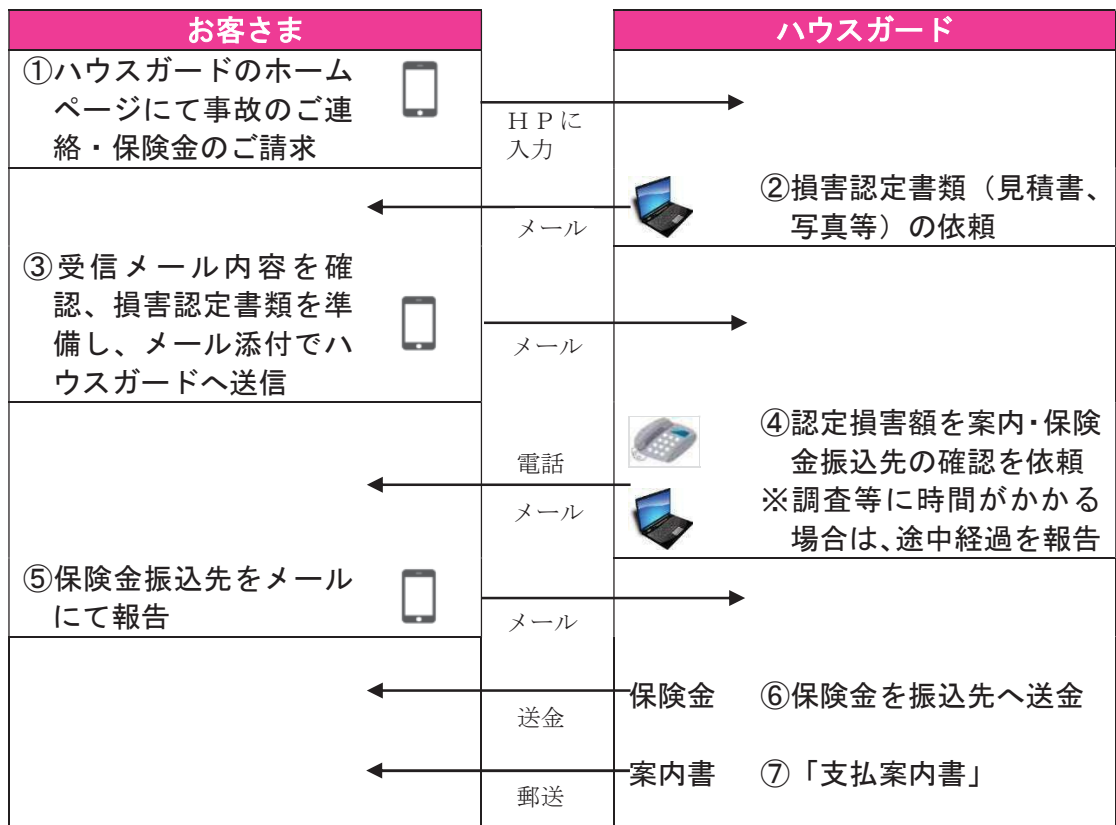 お客さま
ハウスガード
①ハウスガードのホーム
ページにて事故のご連
絡・保険金のご請求
ＨＰに
入力
②損害認定書類（見積書、
写真等）の依頼
メール
③受信メール内容を確
認、損害認定書類を準
備し、メール添付でハ
ウスガードへ送信
メール
④認定損害額を案内・保険
金振込先の確認を依頼
※調査等に時間がかかる
場合は、途中経過を報告
電話
メール
⑤保険金振込先をメール
にて報告
メール
保険金
⑥保険金を振込先へ送金
送金
案内書
⑦「支払案内書」
郵送